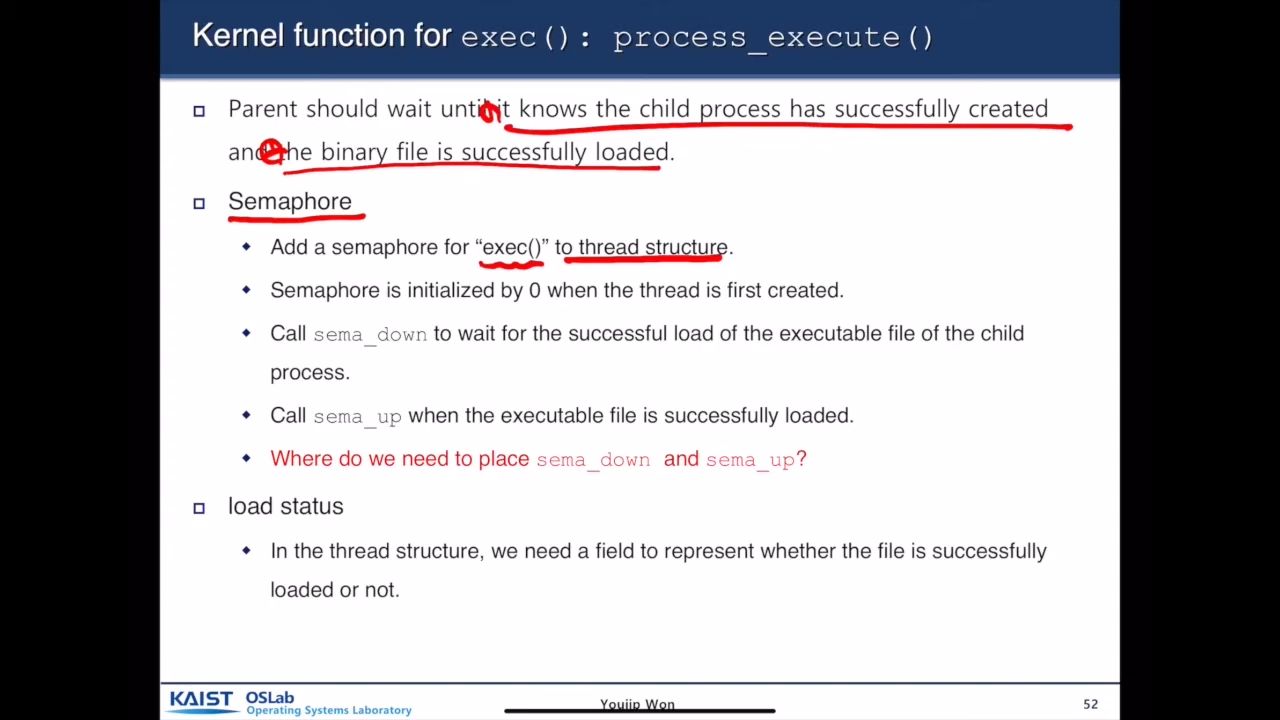 Kernel function for exec(): process_execute()
Parent should wait until it knows the child process has successfully created
and the binary file is successfully loaded.
Semaphore
Add a semaphore for “exec()” to thread structure.
Semaphore is initialized by 0 when the thread is first created.
Call sema_down to wait for the successful load of the executable file of the child
process.
Call sema_up when the executable file is successfully loaded.
Where do we need to place sema_down and sema_up?
load status
In the thread structure, we need a field to represent whether the file is successfully
loaded or not.
KAIST OSLab
Operating Systems Laboratory
Youjip Won
52